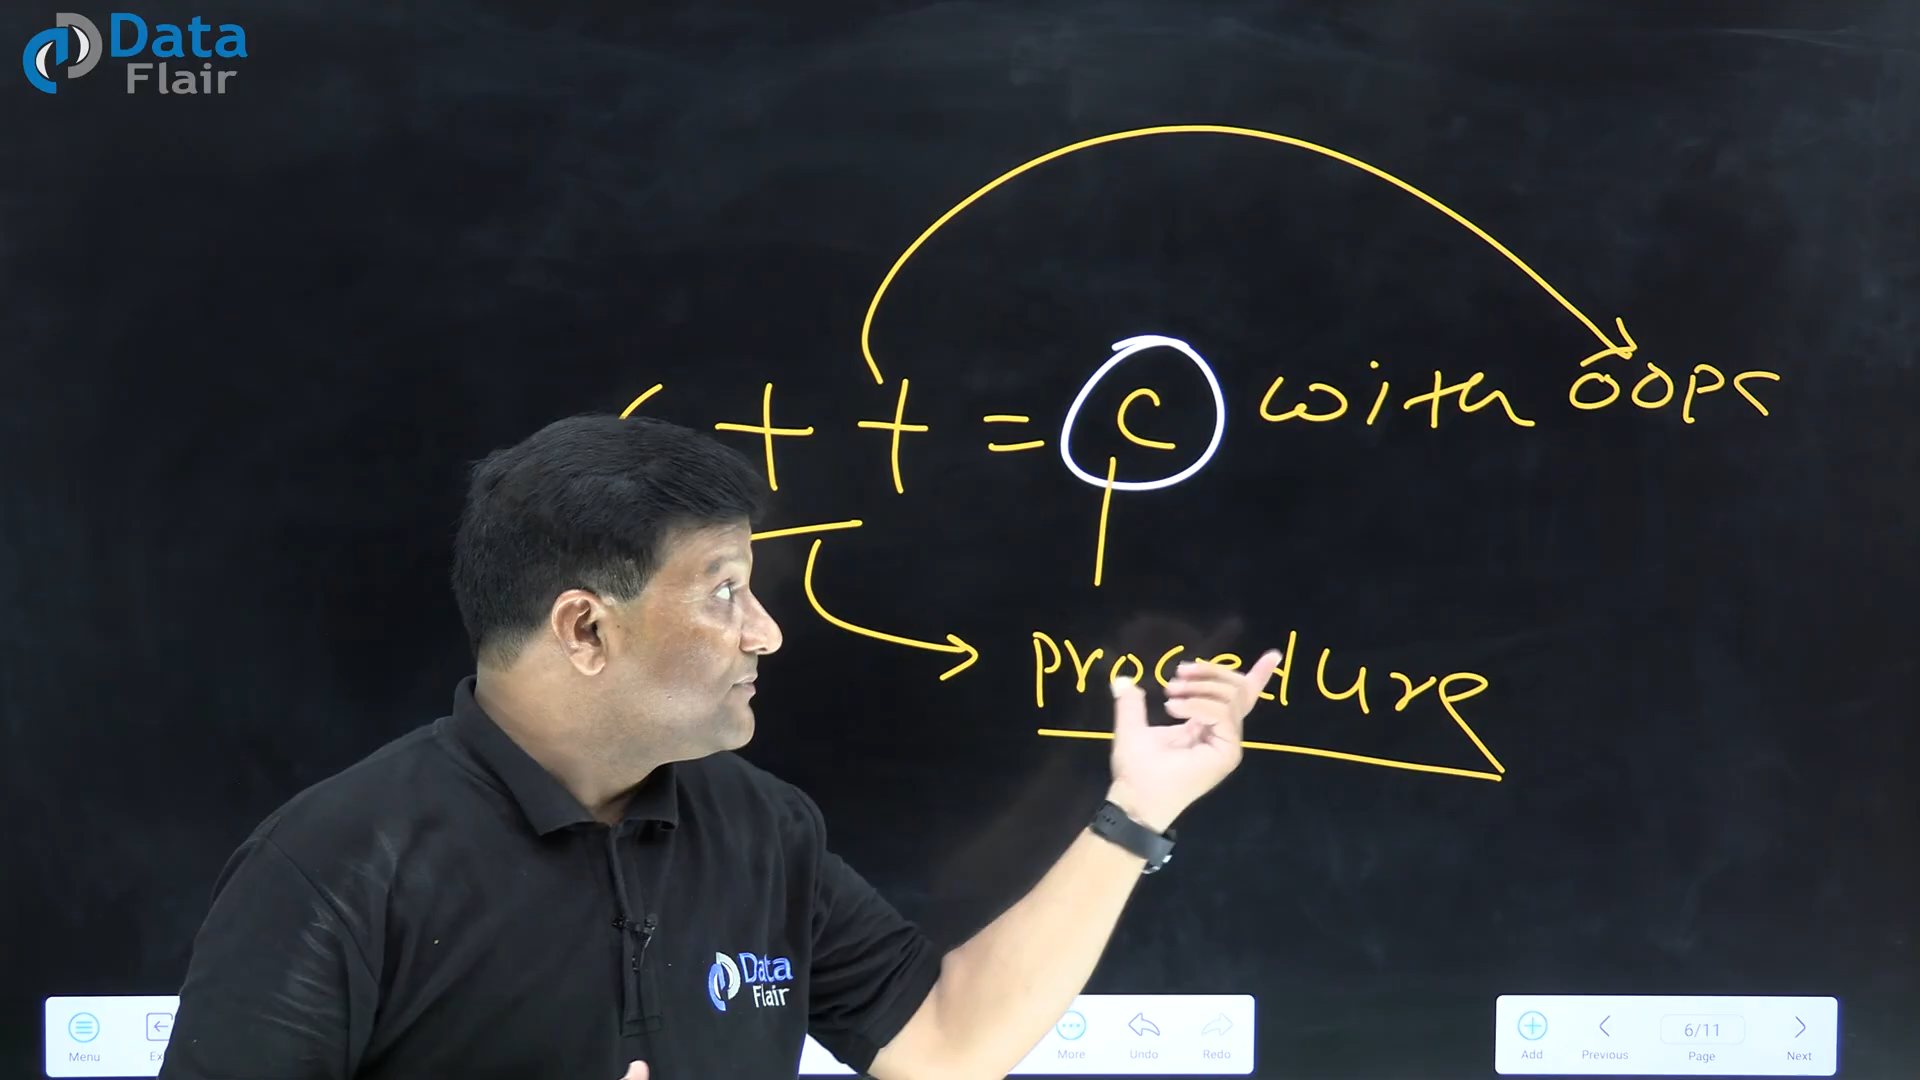 Data
Flair
C + + = C with OOPS
procedure
Data
Flair
Menu
More
Undo
Redo
Add
Previous
6/11
Page
Next